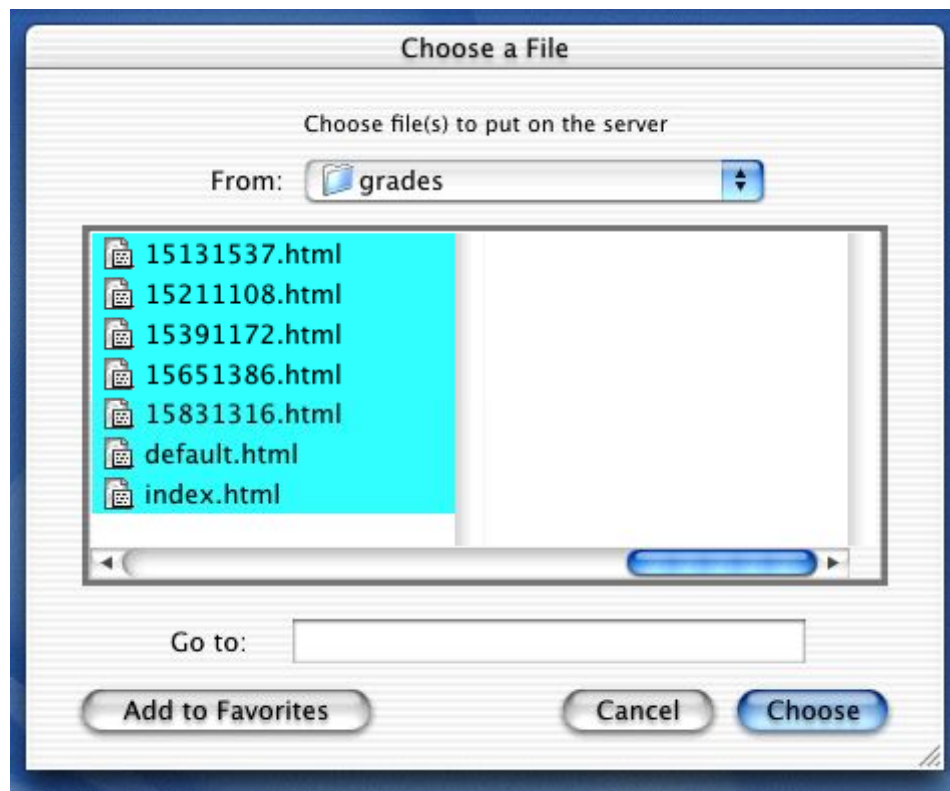 Choose a File
Choose file(s) to put on the server
From: grades
15131537.html
15211108.html
15391172.html
15651386.html
15831316.html
default.html
index.html
Go to:
Add to Favorites Cancel Choose